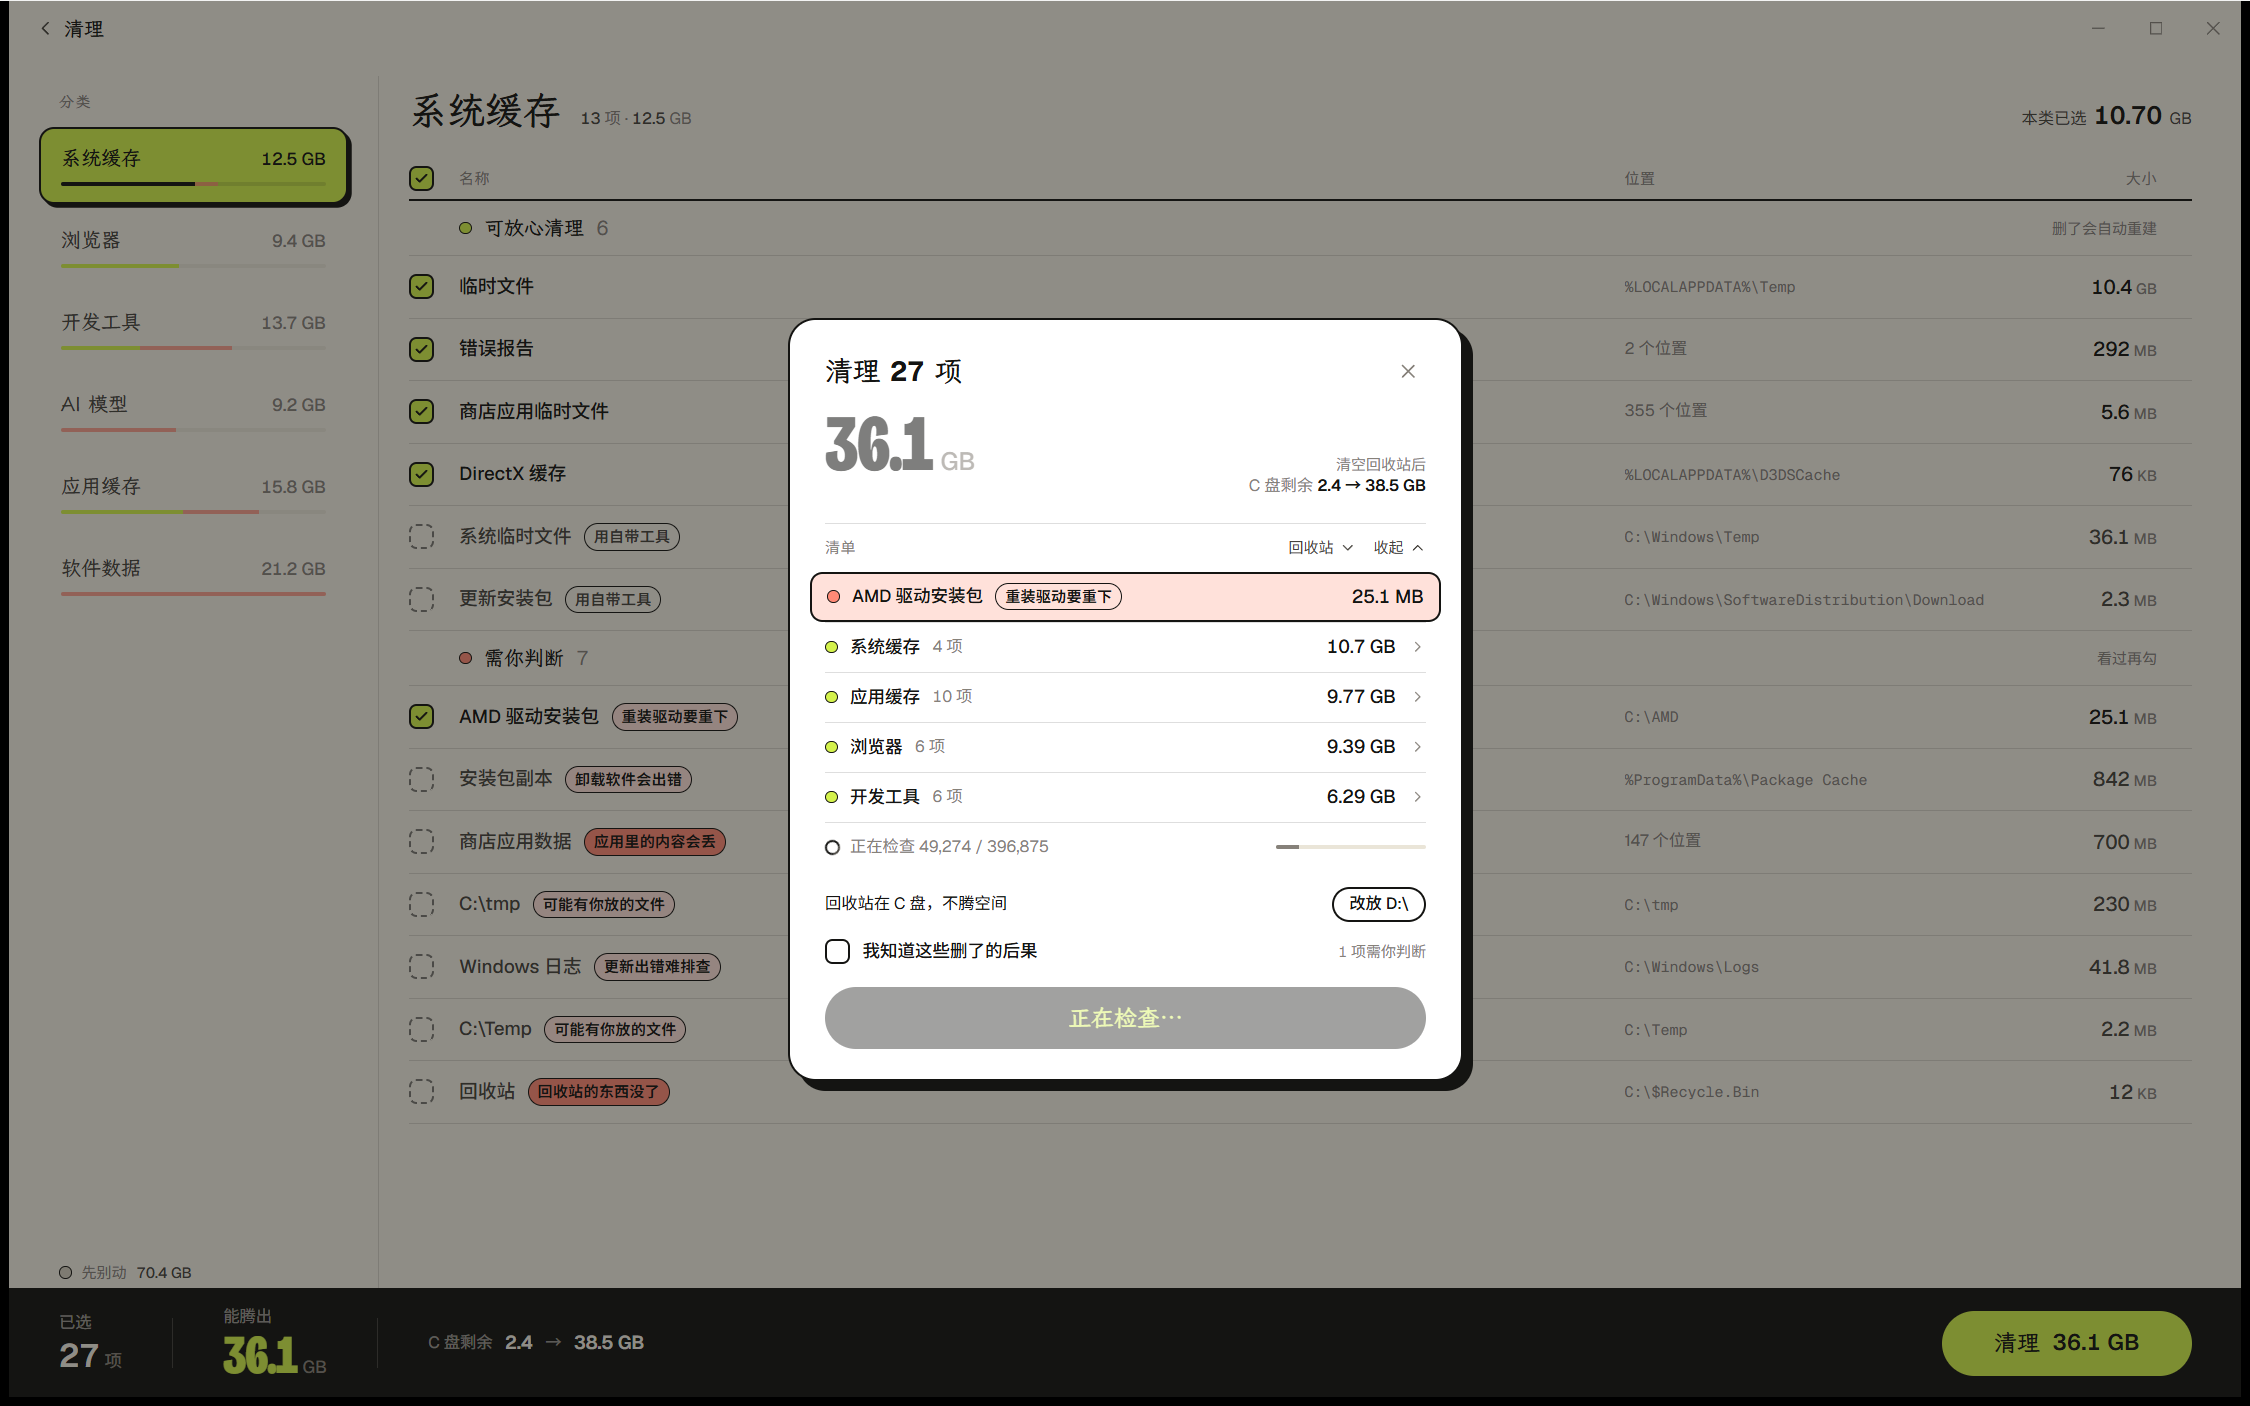 清理
分类
系统缓存 12.5 GB
浏览器 9.4 GB
开发工具 13.7 GB
AI 模型 9.2 GB
应用缓存 15.8 GB
软件数据 21.2 GB
先别动 70.4 GB
系统缓存 13 项 · 12.5 GB
本类已选 10.70 GB
名称 位置 大小
可放心清理 6 删了会自动重建
临时文件 %LOCALAPPDATA%\Temp 10.4 GB
错误报告 2 个位置 292 MB
商店应用临时文件 355 个位置 5.6 MB
DirectX 缓存 %LOCALAPPDATA%\D3DSCache 76 KB
系统临时文件 用自带工具 C:\Windows\Temp 36.1 MB
更新安装包 用自带工具 C:\Windows\SoftwareDistribution\Download 2.3 MB
需你判断 7 看过再勾
AMD 驱动安装包 重装驱动要重下 C:\AMD 25.1 MB
安装包副本 卸载软件会出错 %ProgramData%\Package Cache 842 MB
商店应用数据 应用里的内容会丢 147 个位置 700 MB
C:\tmp 可能有你放的文件 C:\tmp 230 MB
Windows 日志 更新出错难排查 C:\Windows\Logs 41.8 MB
C:\Temp 可能有你放的文件 C:\Temp 2.2 MB
回收站 回收站的东西没了 C:\$Recycle.Bin 12 KB
清理 27 项
36.1 GB
清空回收站后
C 盘剩余 2.4 → 38.5 GB
清单 回收站 收起
AMD 驱动安装包 重装驱动要重下 25.1 MB
系统缓存 4 项 10.7 GB
应用缓存 10 项 9.77 GB
浏览器 6 项 9.39 GB
开发工具 6 项 6.29 GB
正在检查 49,274 / 396,875
回收站在 C 盘，不腾空间 改放 D:\
我知道这些删了的后果 1 项需你判断
正在检查…
已选
27 项
能腾出
36.1 GB
C 盘剩余 2.4 → 38.5 GB
清理 36.1 GB